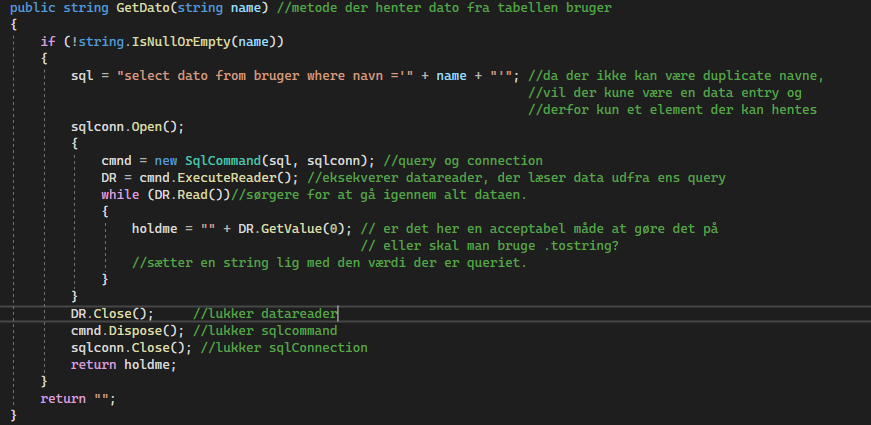 public string GetDato(string name) //metode der henter dato fra tabellen bruger
{
if (!string.IsNullOrEmpty(name))
{
sql = "select dato from bruger where navn ='" + name + "'"; //da der ikke kan være duplicate navne,
//vil der kune være en data entry og
//derfor kun et element der kan hentes
sqlconn.Open();
{
cmnd = new SqlCommand(sql, sqlconn); //query og connection
DR = cmnd.ExecuteReader(); //eksekverer datareader, der læser data udfra ens query
while (DR.Read())//sørgere for at gå igennem alt dataen.
{
holdme = "" + DR.GetValue(0); // er det her en acceptabel måde at gøre det på
// eller skal man bruge .tostring?
//sætter en string lig med den værdi der er queriet.
}
}
DR.Close(); //lukker datareader
cmnd.Dispose(); //lukker sqlcommand
sqlconn.Close(); //lukker sqlConnection
return holdme;
}
return "";
}